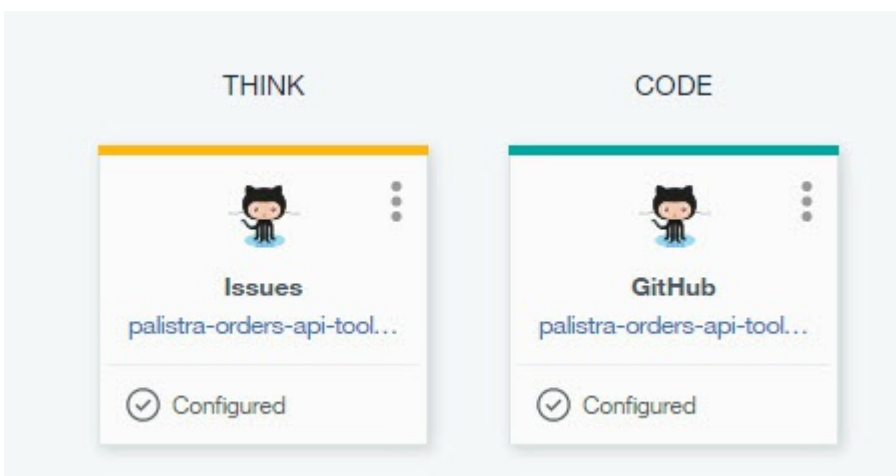 THINK
CODE
Issues
palistra-orders-api-tool...
Configured
GitHub
palistra-orders-api-tool...
Configured